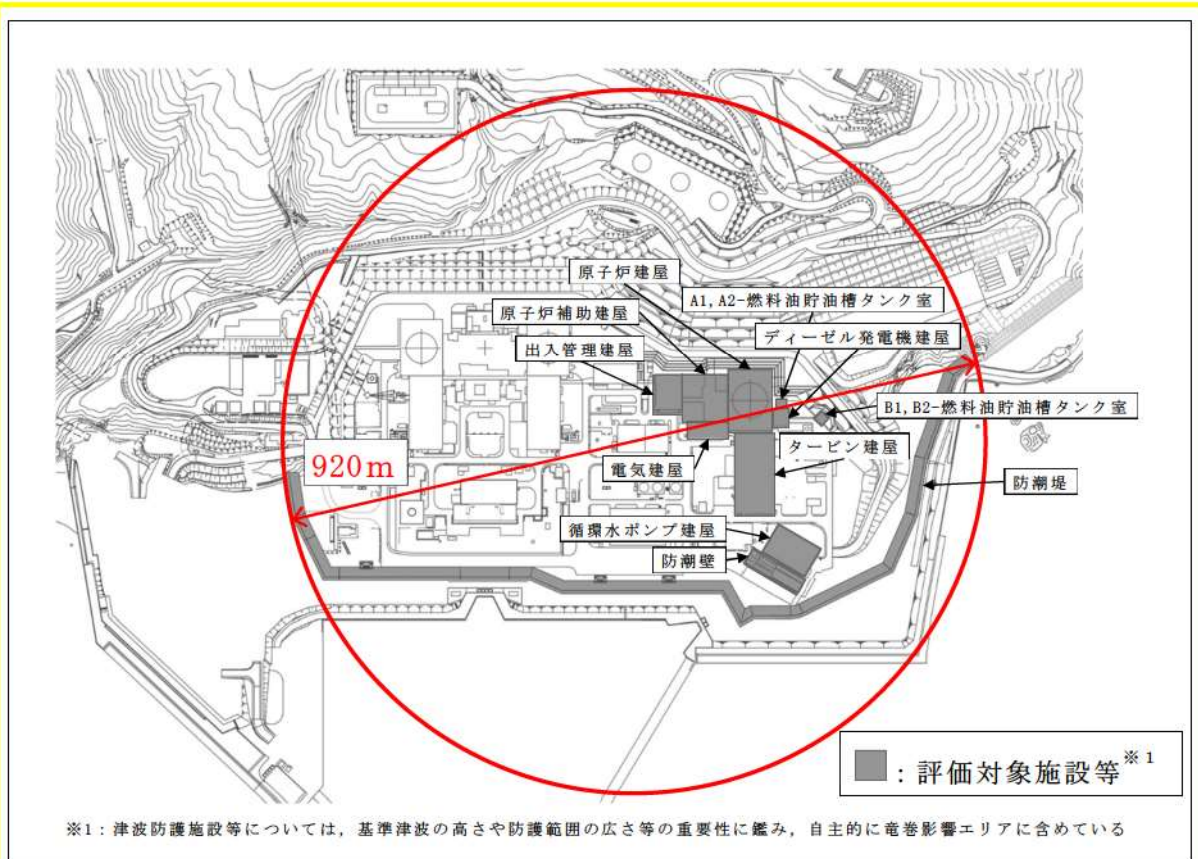 原子炉建屋
A1, A2-燃料油貯油槽タンク室
原子炉補助建屋
ディーゼル発電機建屋
出入管理建屋
B1, B2-燃料油貯油槽タンク室
タービン建屋
920m
電気建屋
防潮堤
循環水ポンプ建屋
防潮壁
：評価対象施設等※1
※1：津波防護施設等については，基準津波の高さや防護範囲の広さ等の重要性に鑑み，自主的に竜巻影響エリアに含めている